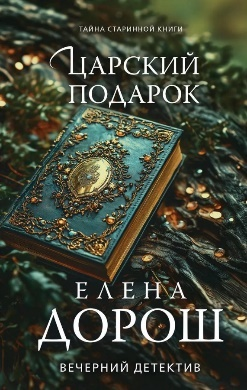 ТАЙНА СТАРИННОЙ КНИГИ
ЦАРСКИЙ
ПОДАРОК
ЕЛЕНА
ДОРОШ
ВЕЧЕРНИЙ ДЕТЕКТИВ